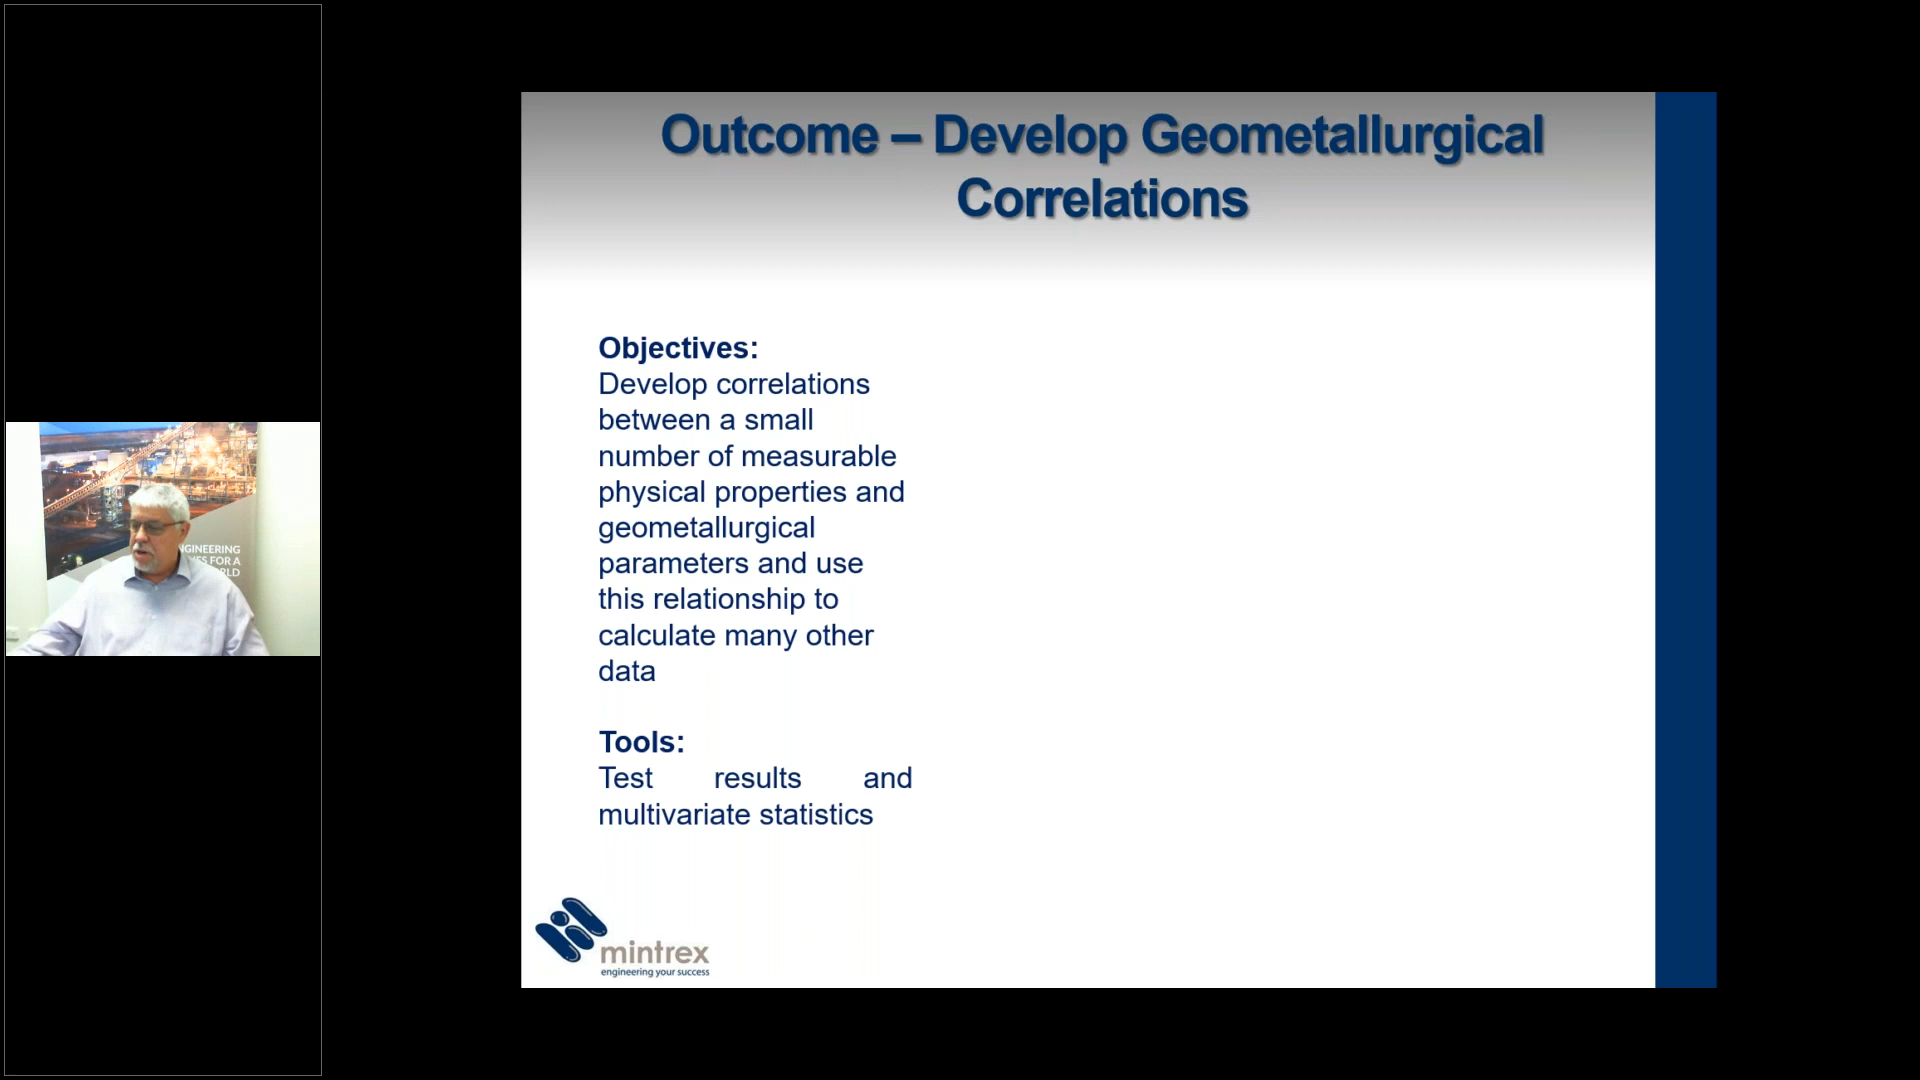 Outcome – Develop Geometallurgical
Correlations
Objectives:
Develop correlations
between a small
number of measurable
physical properties and
geometallurgical
parameters and use
this relationship to
calculate many other
data
Tools:
Test results and
multivariate statistics
mintrex
engineering your success
FOR A